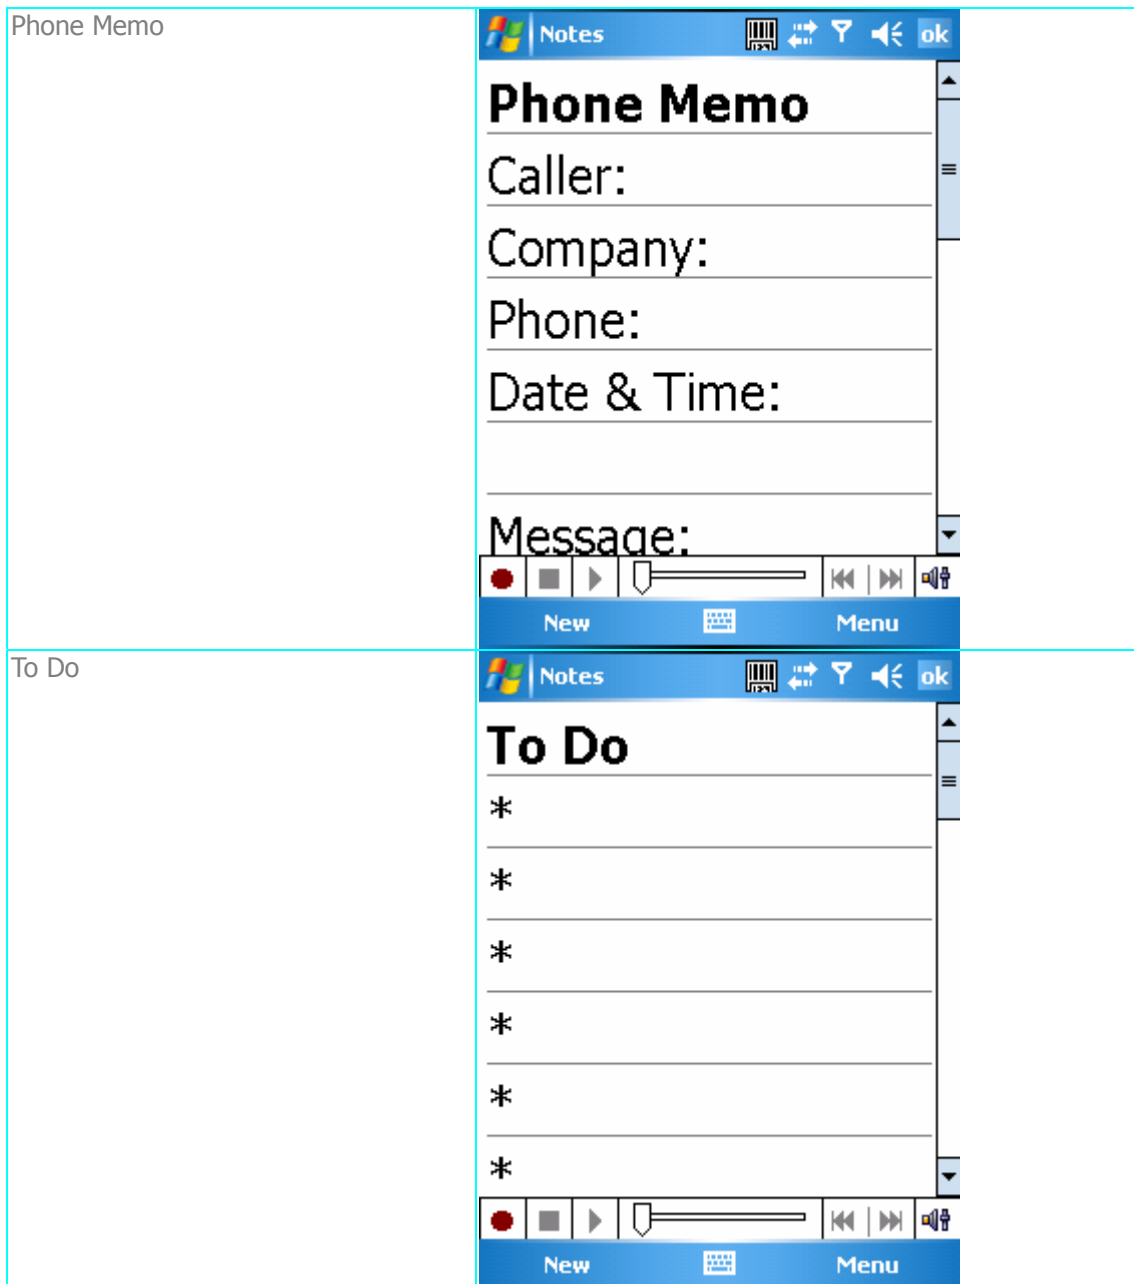 Phone Memo
Notes
ok
Phone Memo
Caller:
Company:
Phone:
Date & Time:
Message:
New
Menu
To Do
Notes
ok
To Do
*
*
*
*
*
*
New
Menu